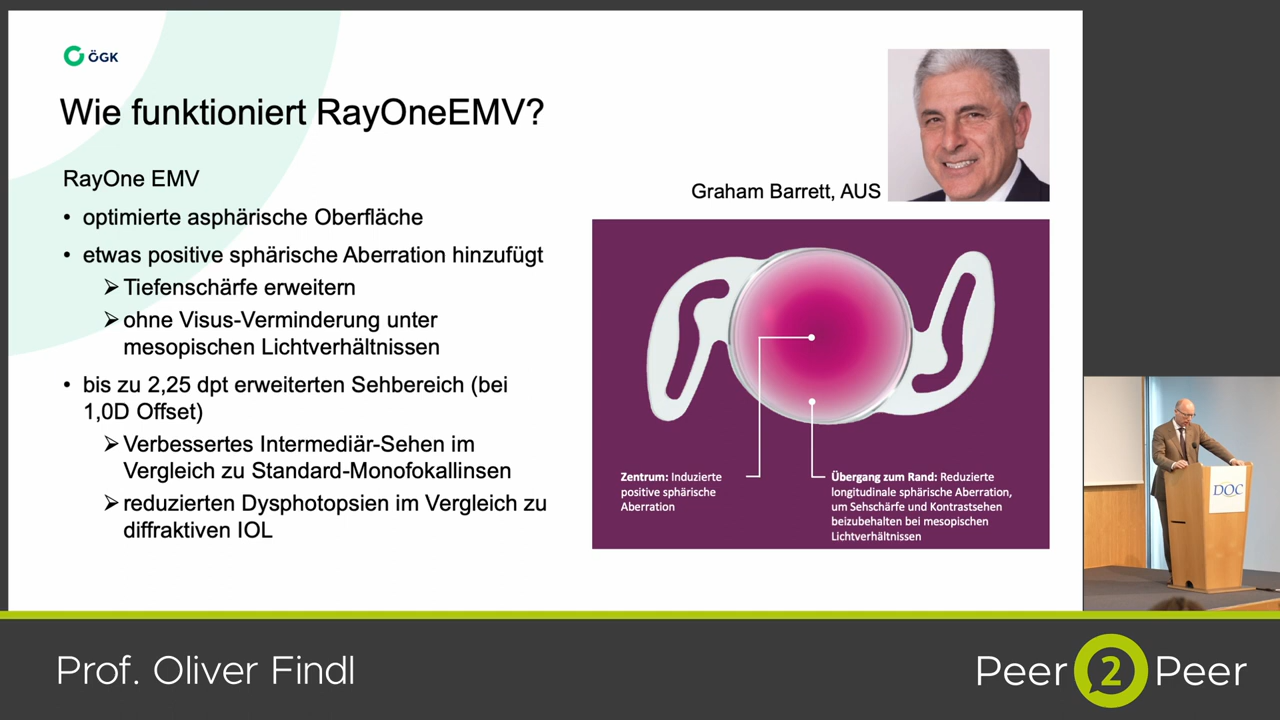 ÖGK
Wie funktioniert RayOneEMV?
Graham Barrett, AUS
RayOne EMV
• optimierte asphärische Oberfläche
• etwas positive sphärische Aberration hinzufügt
➢ Tiefenschärfe erweitern
➢ ohne Visus-Verminderung unter
mesopischen Lichtverhältnissen
• bis zu 2,25 dpt erweiterten Sehbereich (bei
1,0D Offset)
➢ Verbessertes Intermediär-Sehen im
Vergleich zu Standard-Monofokallinsen
➢ reduzierten Dysphotopsien im Vergleich zu
diffraktiven IOL
Zentrum: Induzierte
positive sphärische
Aberration
Übergang zum Rand: Reduzierte
longitudinale sphärische Aberration,
um Sehschärfe und Kontrastsehen
beizubehalten bei mesopischen
Lichtverhältnissen
DOC
Prof. Oliver Findl
Peer 2 Peer